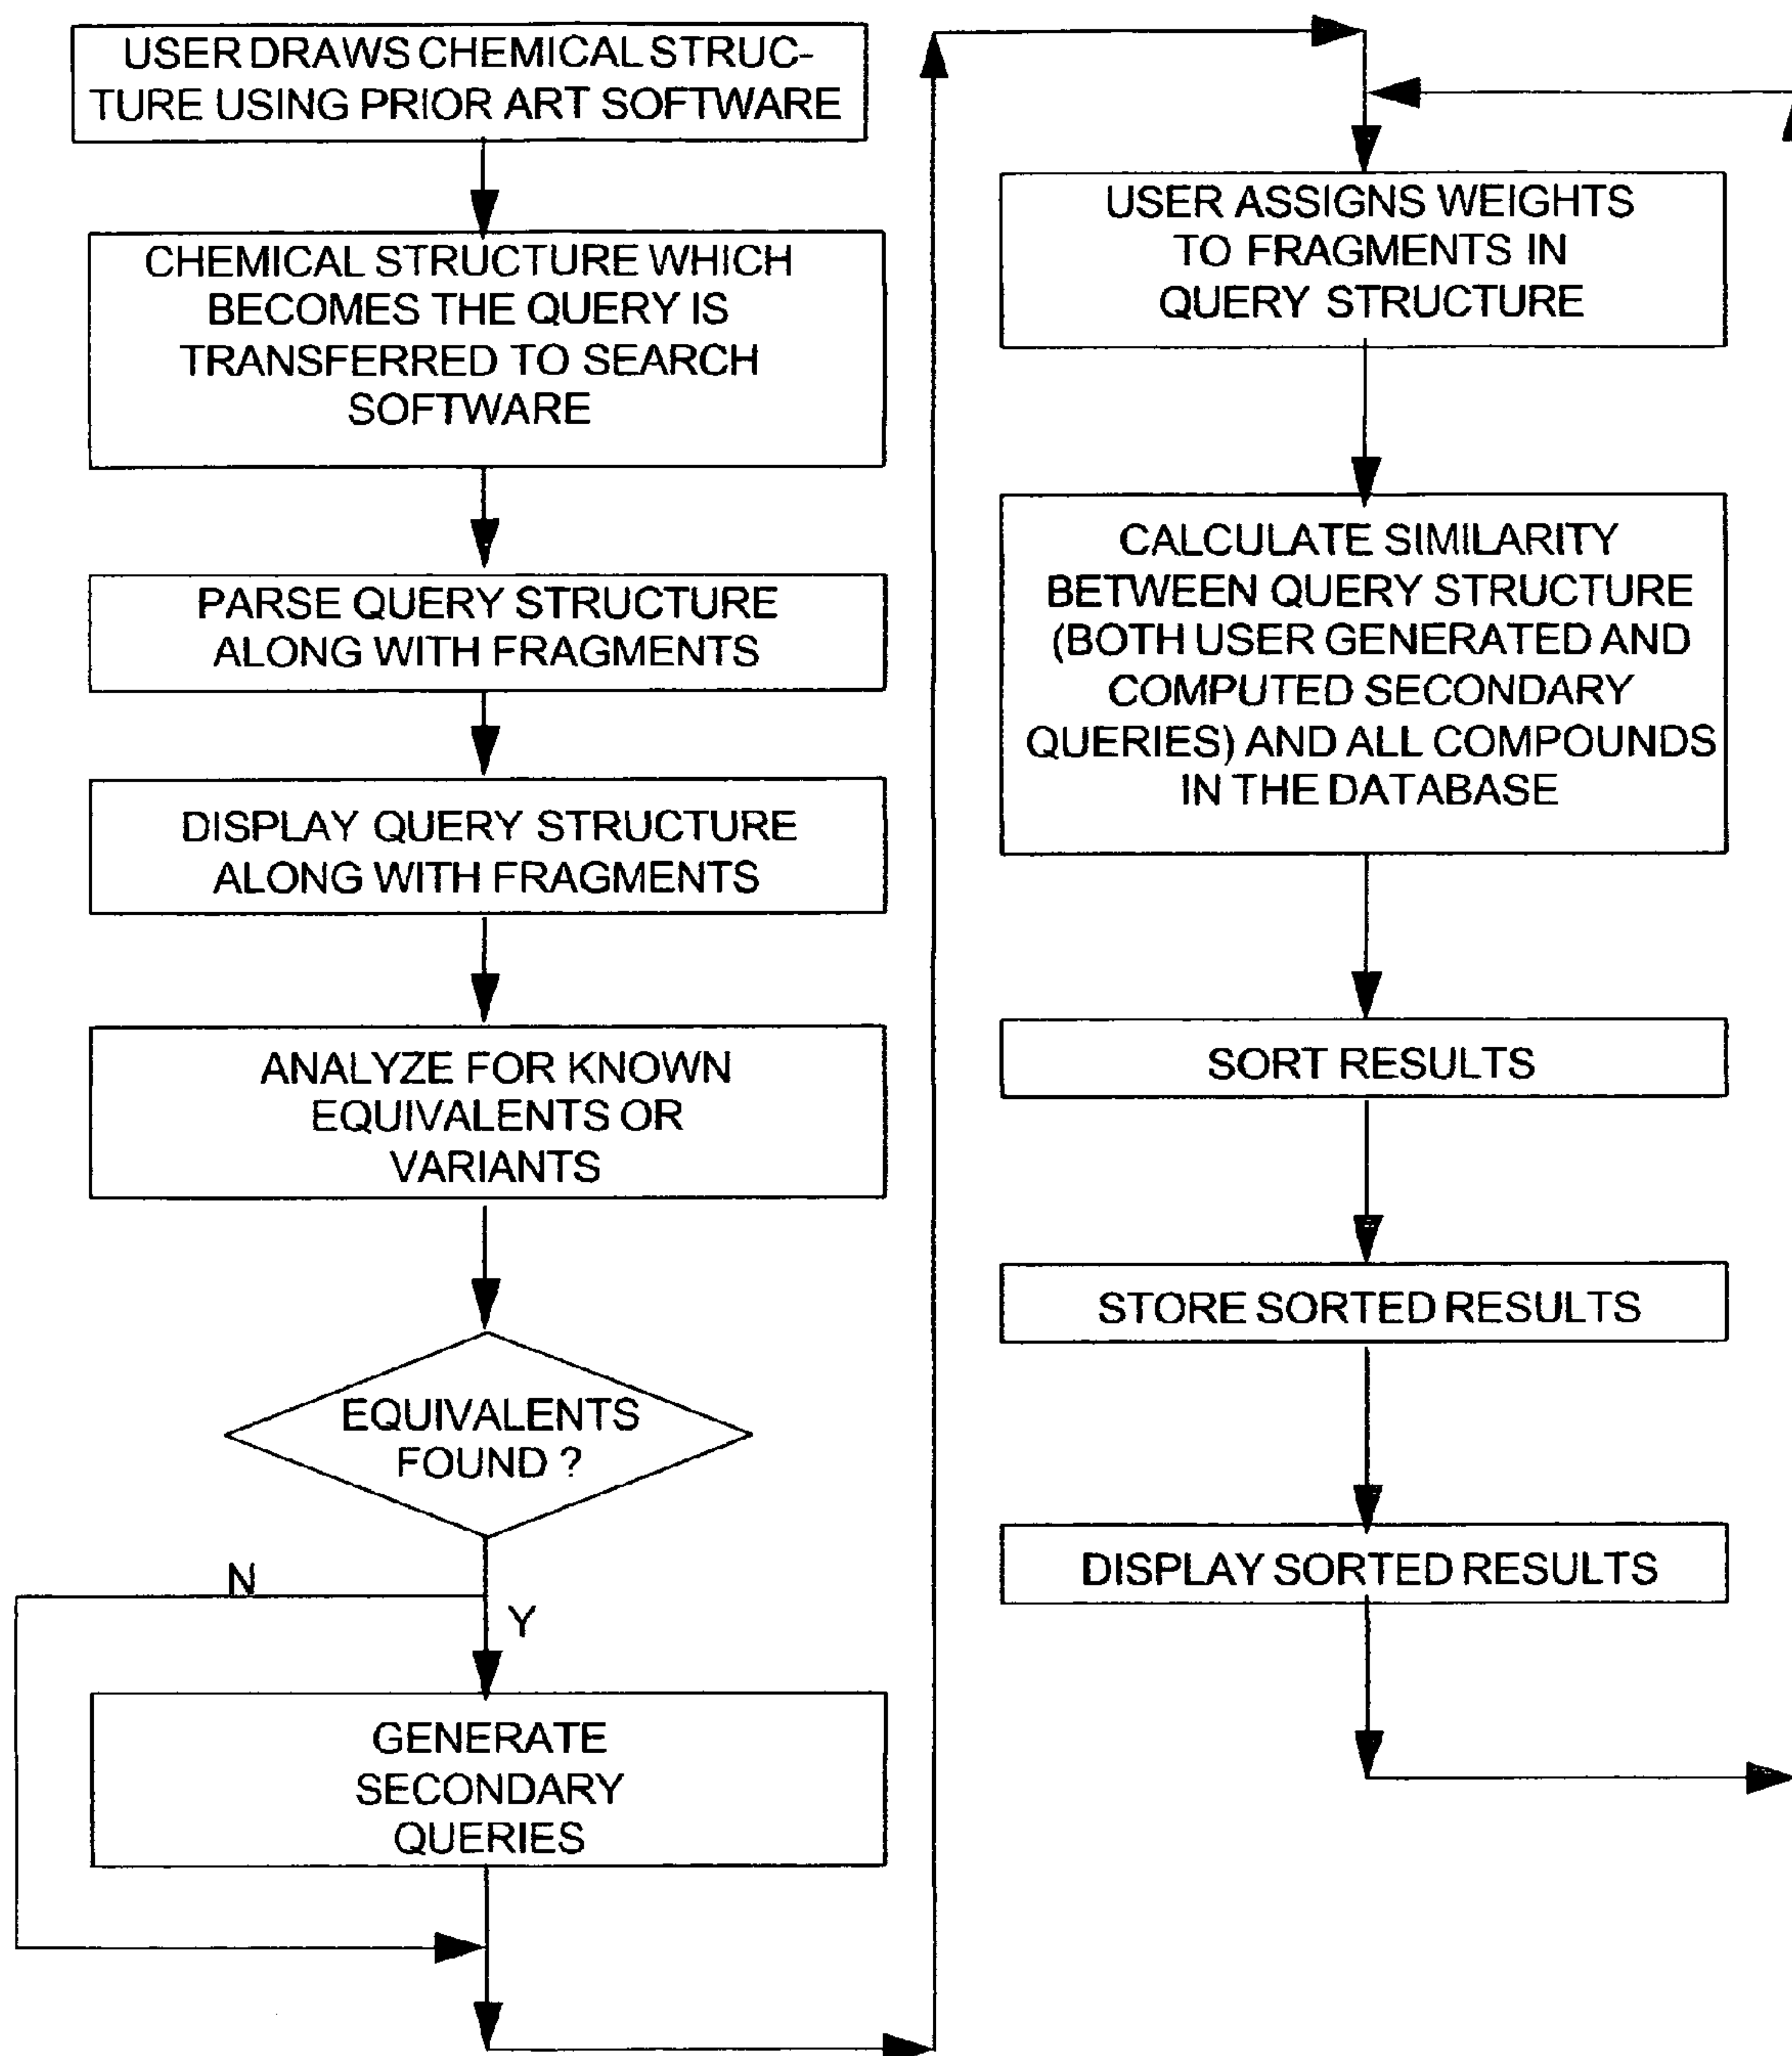 USER DRAWS CHEMICAL STRUC-
TURE USING PRIOR ART SOFTWARE
CHEMICAL STRUCTURE WHICH
BECOMES THE QUERY IS
TRANSFERRED TO SEARCH
SOFTWARE
PARSE QUERY STRUCTURE
ALONG WITH FRAGMENTS
DISPLAY QUERY STRUCTURE
ALONG WITH FRAGMENTS
ANALYZE FOR KNOWN
EQUIVALENTS OR
VARIANTS
EQUIVALENTS
FOUND ?
N
Y
GENERATE
SECONDARY
QUERIES
USER ASSIGNS WEIGHTS
TO FRAGMENTS IN
QUERY STRUCTURE
CALCULATE SIMILARITY
BETWEEN QUERY STRUCTURE
(BOTH USER GENERATED AND
COMPUTED SECONDARY
QUERIES) AND ALL COMPOUNDS
IN THE DATABASE
SORT RESULTS
STORE SORTED RESULTS
DISPLAY SORTED RESULTS